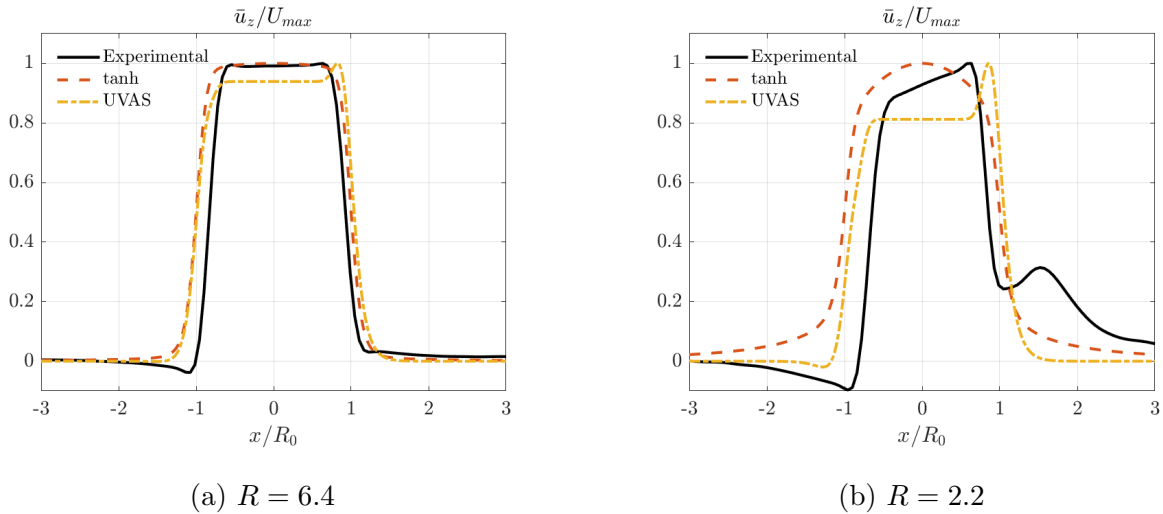 ū_z/U_max
Experimental
tanh
UVAS
1
0.8
0.6
0.4
0.2
0
-3 -2 -1 0 1 2 3
x/R_0
(a) R = 6.4
ū_z/U_max
Experimental
tanh
UVAS
1
0.8
0.6
0.4
0.2
0
-3 -2 -1 0 1 2 3
x/R_0
(b) R = 2.2